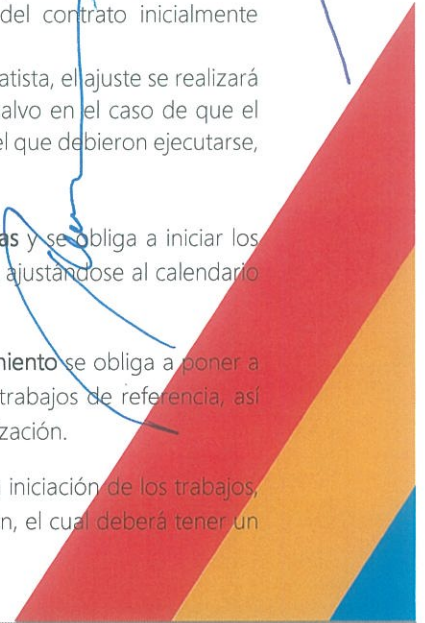 del contrato inicialmente
atista, el ajuste se realizará
alvo en el caso de que el
el que debieron ejecutarse,
as y se obliga a iniciar los
ajustándose al calendario
miento se obliga a poner a
trabajos de referencia, así
zación.
iniciación de los trabajos,
n, el cual deberá tener un